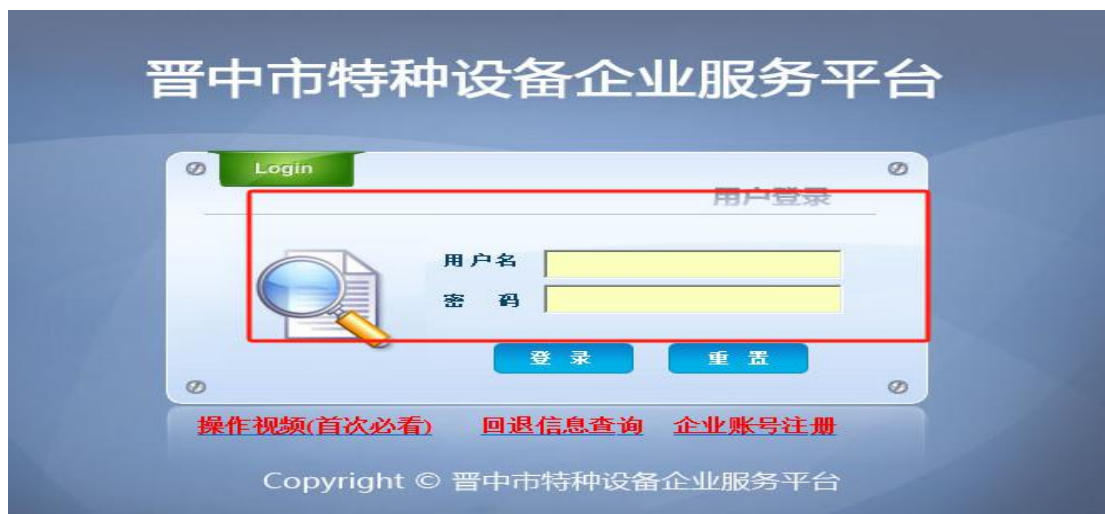 晋中市特种设备企业服务平台
Login
用户登录
用户名
密 码
登 录 重 置
操作视频(首次必看) 回退信息查询 企业账号注册
Copyright © 晋中市特种设备企业服务平台